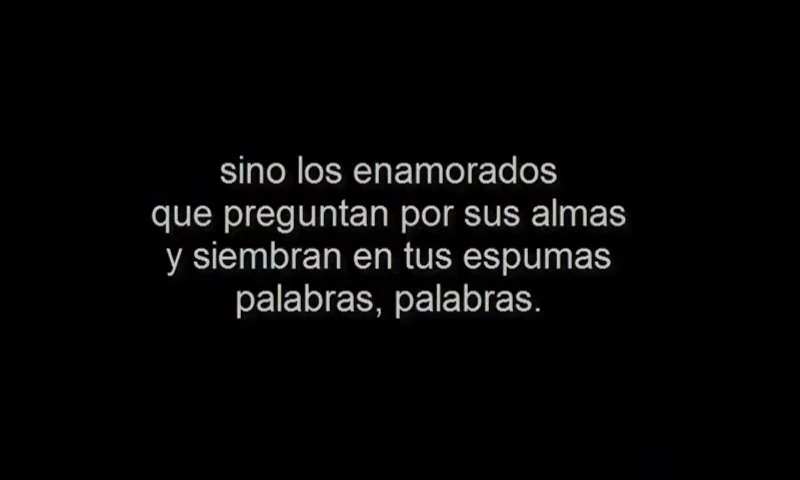 sino los enamorados
que preguntan por sus almas
y siembran en tus espumas
palabras, palabras.